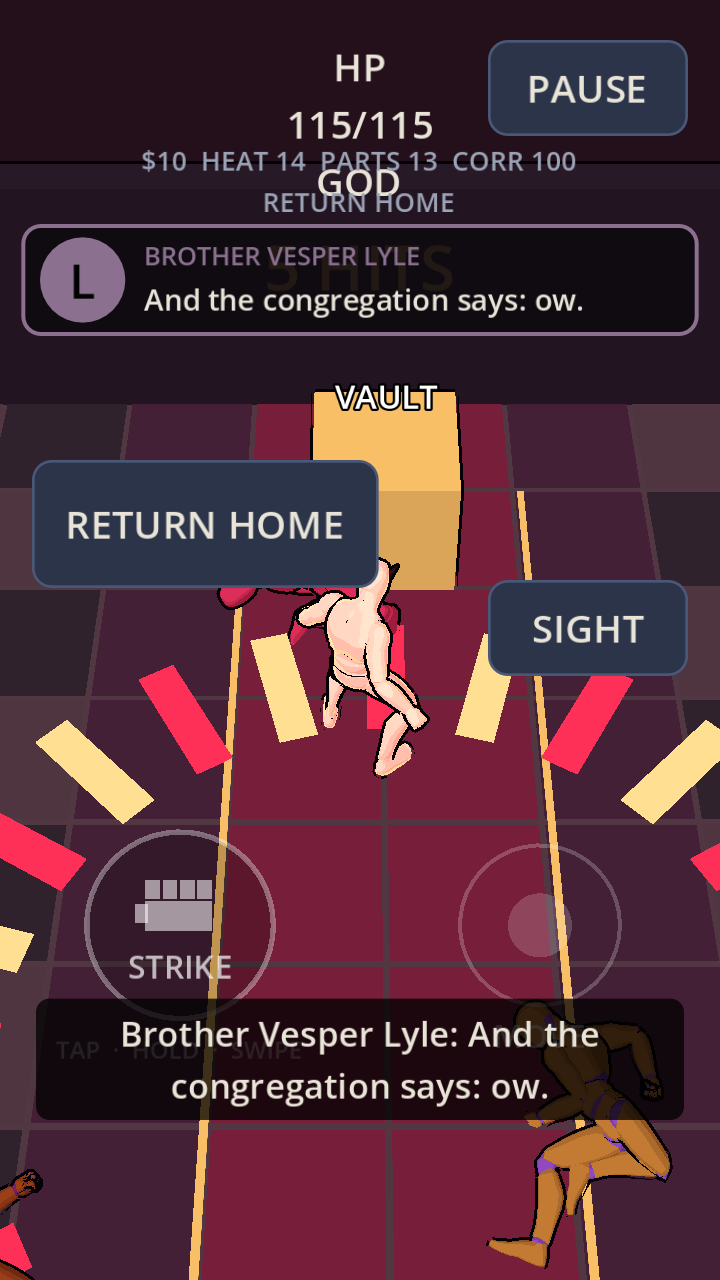 HP
115/115
PAUSE
$10 HEAT 14 PARTS 13 CORR 100
GOD
RETURN HOME
5 HITS
BROTHER VESPER LYLE
L
And the congregation says: ow.
VAULT
RETURN HOME
SIGHT
STRIKE
Brother Vesper Lyle: And the
congregation says: ow.
TAP · HOLD · SWIPE